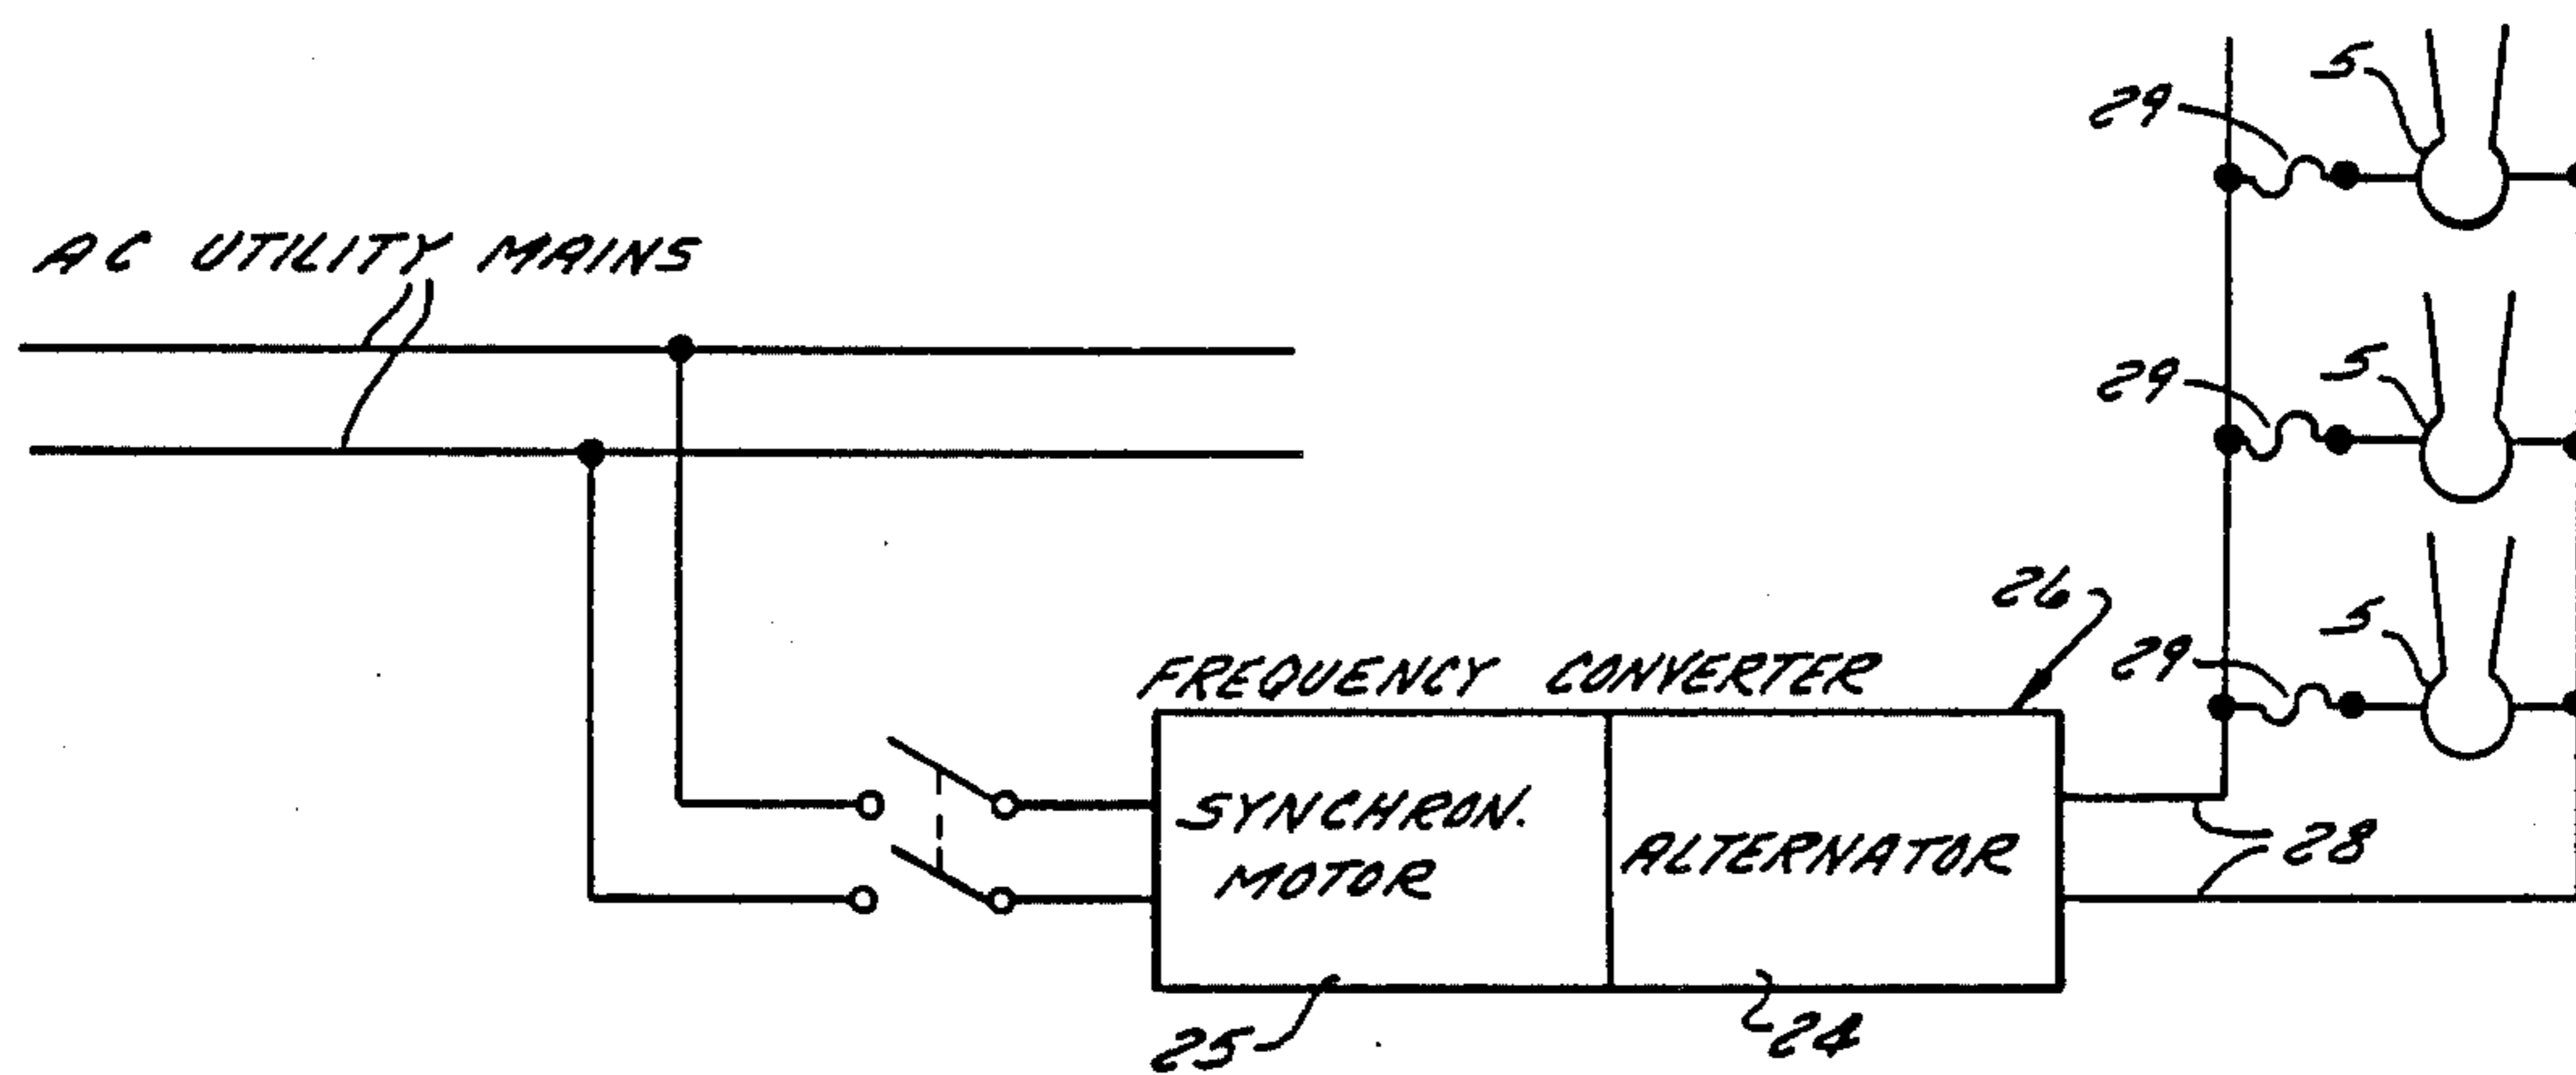 5
29
AC UTILITY MAINS
5
29
26
5
29
FREQUENCY CONVERTER
SYNCHRON.
MOTOR
ALTERNATOR
28
25
24